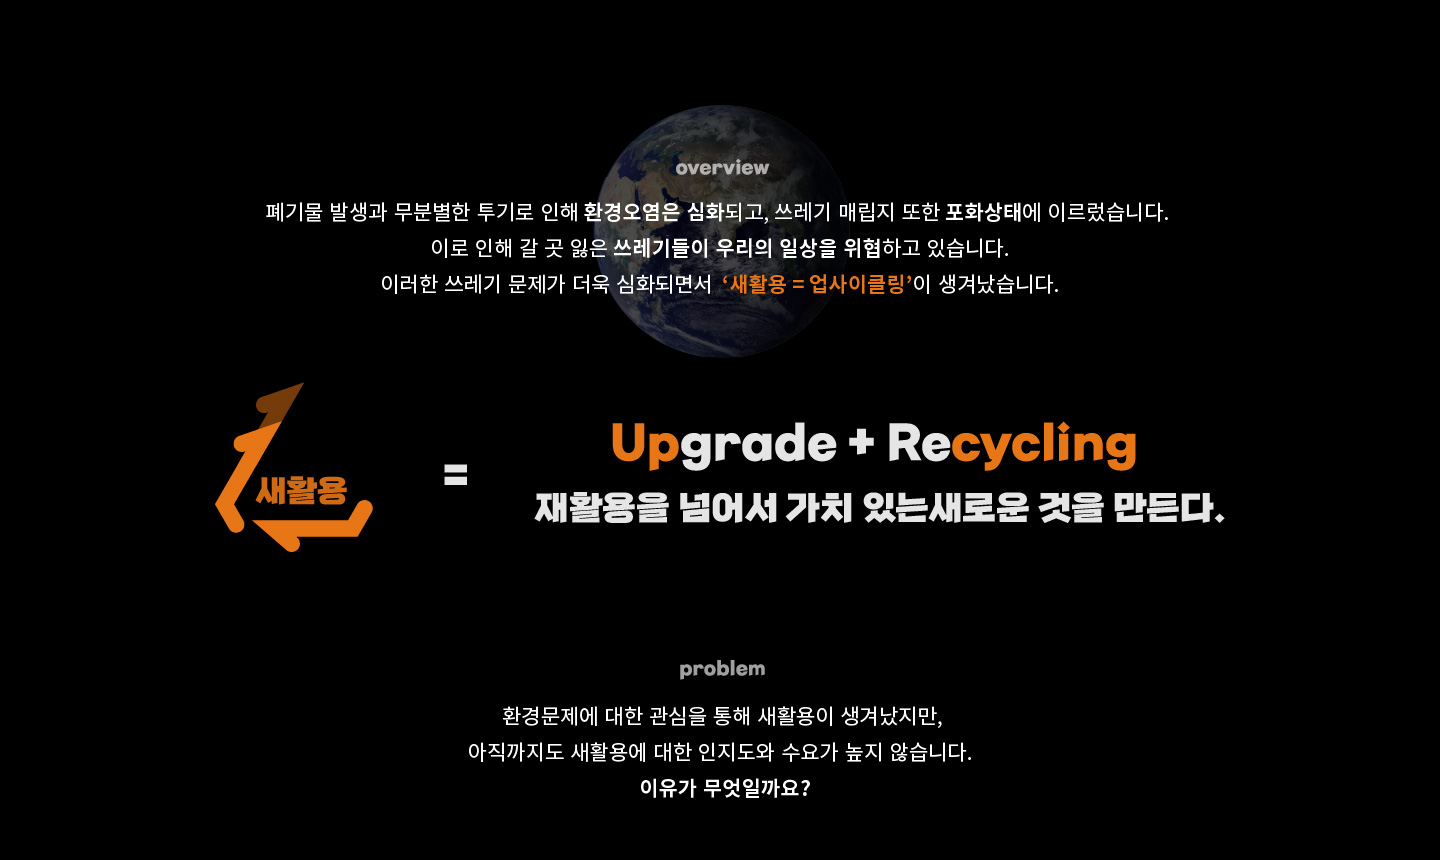 overview
폐기물 발생과 무분별한 투기로 인해 환경오염은 심화되고, 쓰레기 매립지 또한 포화상태에 이르렀습니다.
이로 인해 갈 곳 잃은 쓰레기들이 우리의 일상을 위협하고 있습니다.
이러한 쓰레기 문제가 더욱 심화되면서 ‘새활용 = 업사이클링’이 생겨났습니다.
새활용
=
Upgrade + Recycling
재활용을 넘어서 가치 있는새로운 것을 만든다.
problem
환경문제에 대한 관심을 통해 새활용이 생겨났지만,
아직까지도 새활용에 대한 인지도와 수요가 높지 않습니다.
이유가 무엇일까요?